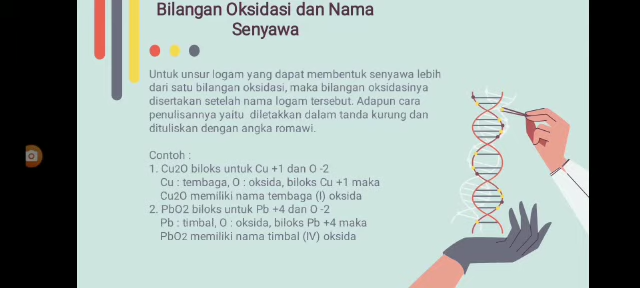 Bilangan Oksidasi dan Nama
Senyawa
Untuk unsur logam yang dapat membentuk senyawa lebih
dari satu bilangan oksidasi, maka bilangan oksidasinya
disertakan setelah nama logam tersebut. Adapun cara
penulisannya yaitu diletakkan dalam tanda kurung dan
dituliskan dengan angka romawi.
Contoh :
1. Cu2O biloks untuk Cu +1 dan O -2
Cu : tembaga, O : oksida, biloks Cu +1 maka
Cu2O memiliki nama tembaga (I) oksida
2. PbO2 biloks untuk Pb +4 dan O -2
Pb : timbal, O : oksida, biloks Pb +4 maka
PbO2 memiliki nama timbal (IV) oksida